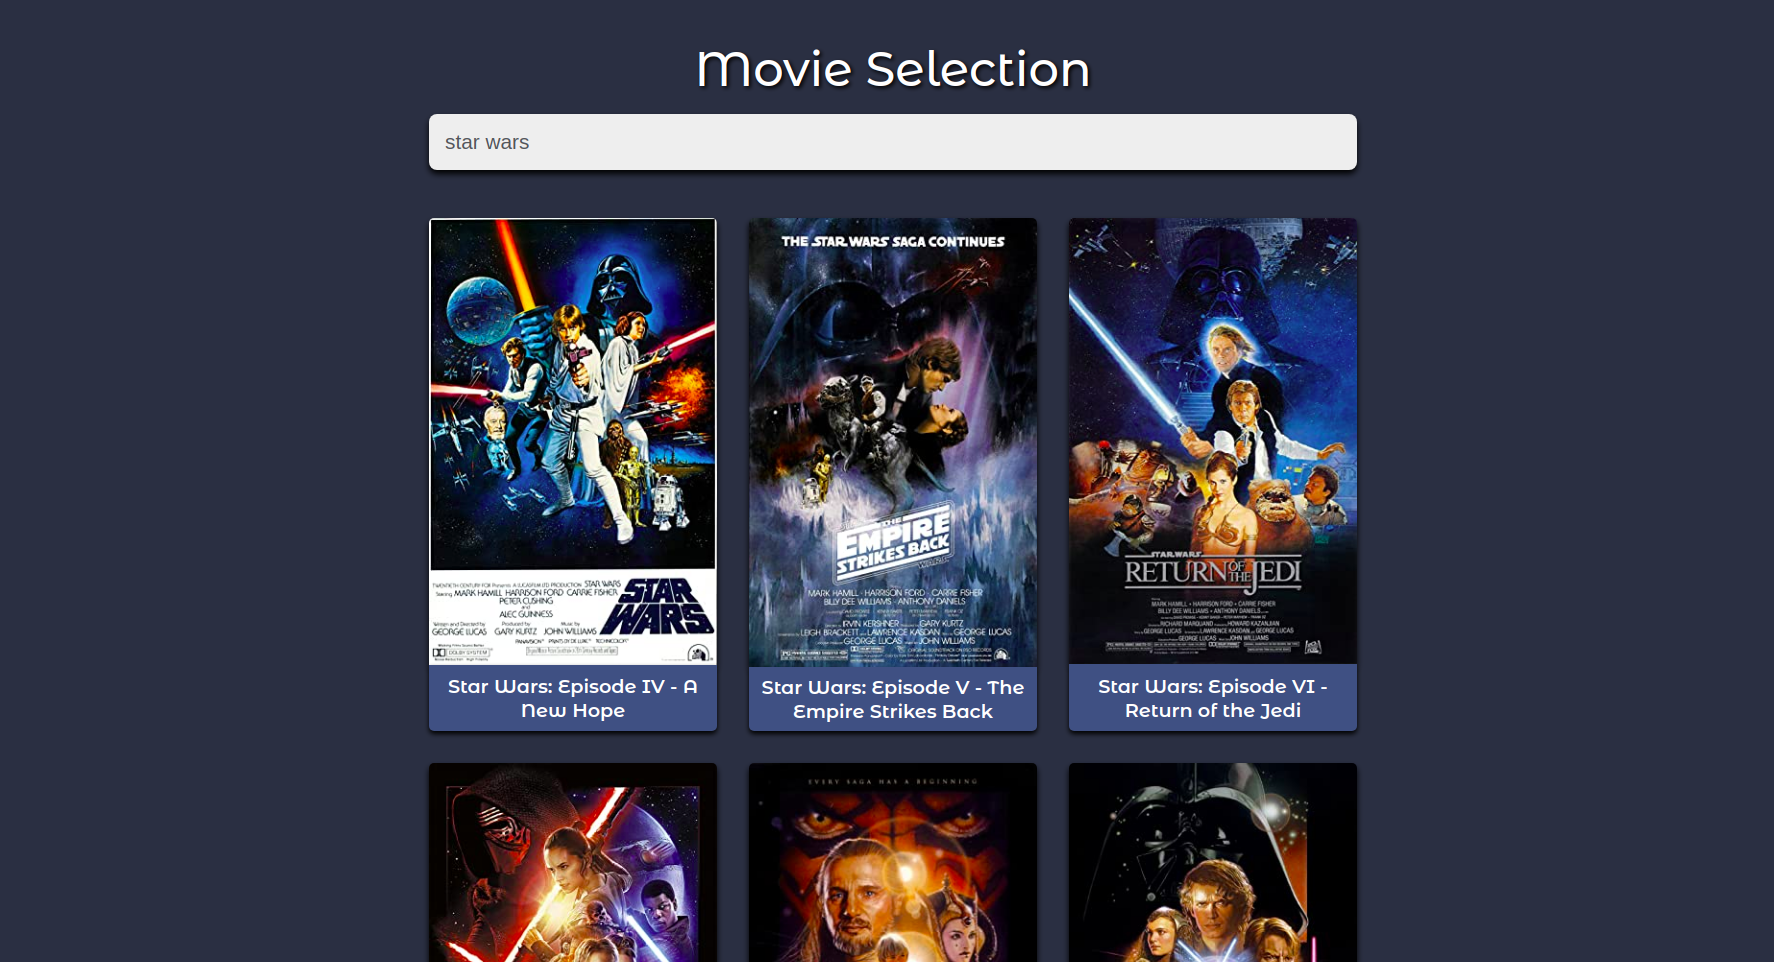 Movie Selection
star wars
TWENTIETH CENTURY-FOX Presents A LUCASFILM LTD. PRODUCTION STAR WARS
Starring MARK HAMILL HARRISON FORD CARRIE FISHER
PETER CUSHING
and
ALEC GUINNESS
Written and Directed by
GEORGE LUCAS
Produced by
GARY KURTZ
Music by
JOHN WILLIAMS
PANAVISION PRINTS BY DE LUXE TECHNICOLOR
DOLBY SYSTEM
STAR
WARS
Star Wars: Episode IV - A
New Hope
THE STAR WARS SAGA CONTINUES
THE
EMPIRE
STRIKES BACK
MARK HAMILL · HARRISON FORD · CARRIE FISHER
BILLY DEE WILLIAMS · ANTHONY DANIELS
IRVIN KERSHNER GARY KURTZ
LEIGH BRACKETT LAWRENCE KASDAN GEORGE LUCAS
GEORGE LUCAS JOHN WILLIAMS
PG
Star Wars: Episode V - The
Empire Strikes Back
STAR WARS
RETURN OF THE JEDI
MARK HAMILL · HARRISON FORD · CARRIE FISHER
BILLY DEE WILLIAMS · ANTHONY DANIELS
RICHARD MARQUAND HOWARD KAZANJIAN
GEORGE LUCAS LAWRENCE KASDAN GEORGE LUCAS
GEORGE LUCAS JOHN WILLIAMS
Star Wars: Episode VI -
Return of the Jedi
EVERY SAGA HAS A BEGINNING